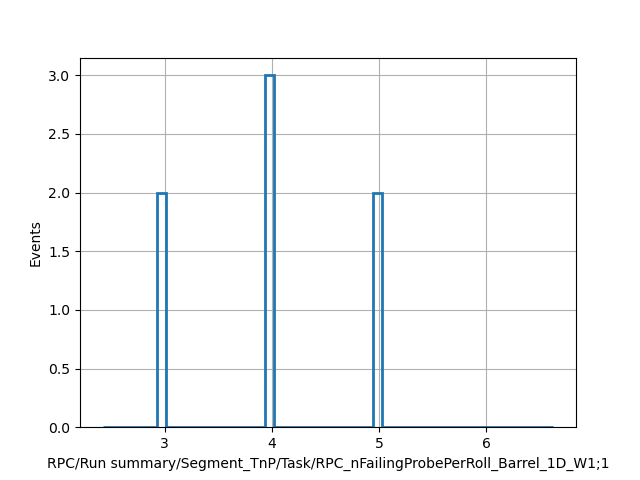 3.0
2.5
2.0
1.5
1.0
0.5
0.0
Events
3 4 5 6
RPC/Run summary/Segment_TnP/Task/RPC_nFailingProbePerRoll_Barrel_1D_W1;1